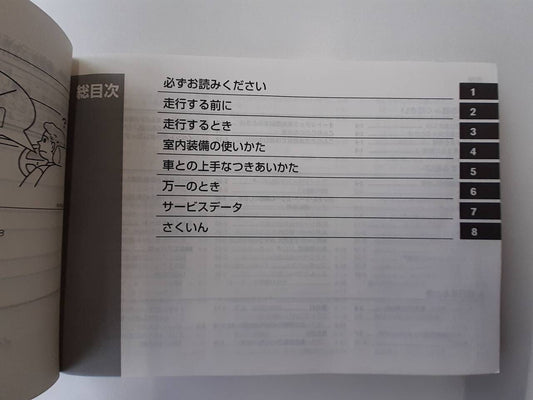 総目次
必ずお読みください 1
走行する前に 2
走行するとき 3
室内装備の使いかた 4
車との上手なつきあいかた 5
万一のとき 6
サービスデータ 7
さくいん 8